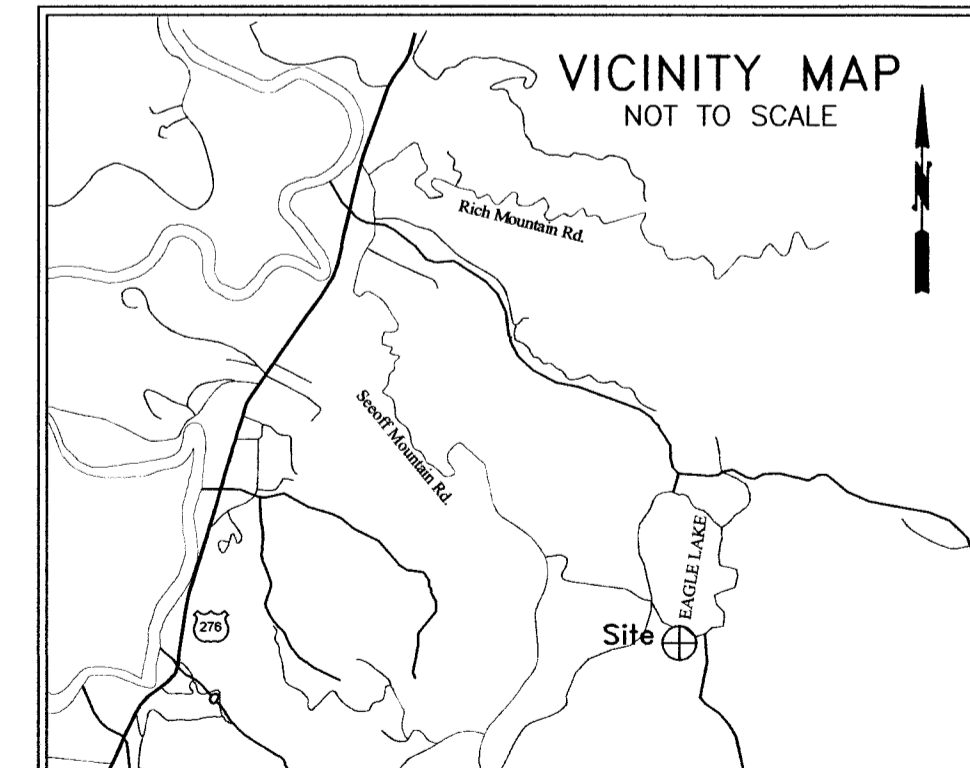 VICINITY MAP
NOT TO SCALE
N
Rich Mountain Rd.
Seeoff Mountain Rd.
EAGLE LAKE
Site
276